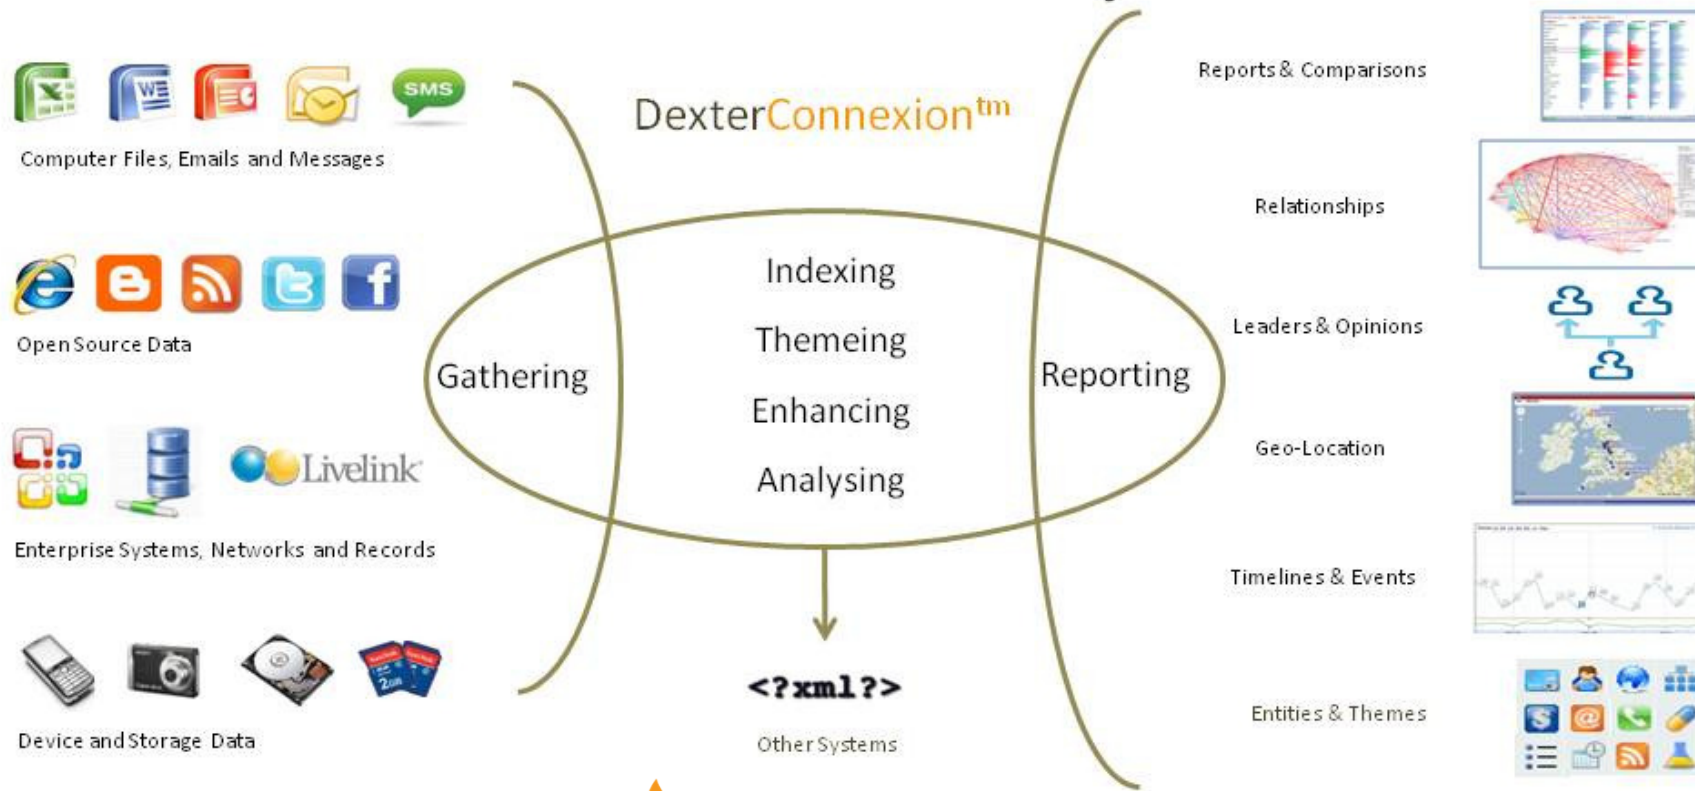 DexterConnexion™
SMS
Computer Files, Emails and Messages
Open Source Data
Livelink
Enterprise Systems, Networks and Records
2GB
Device and Storage Data
Gathering
Indexing
Themeing
Enhancing
Analysing
Reporting
<?xml?>
Other Systems
Reports & Comparisons
Relationships
Leaders & Opinions
Geo-Location
Timelines & Events
Entities & Themes